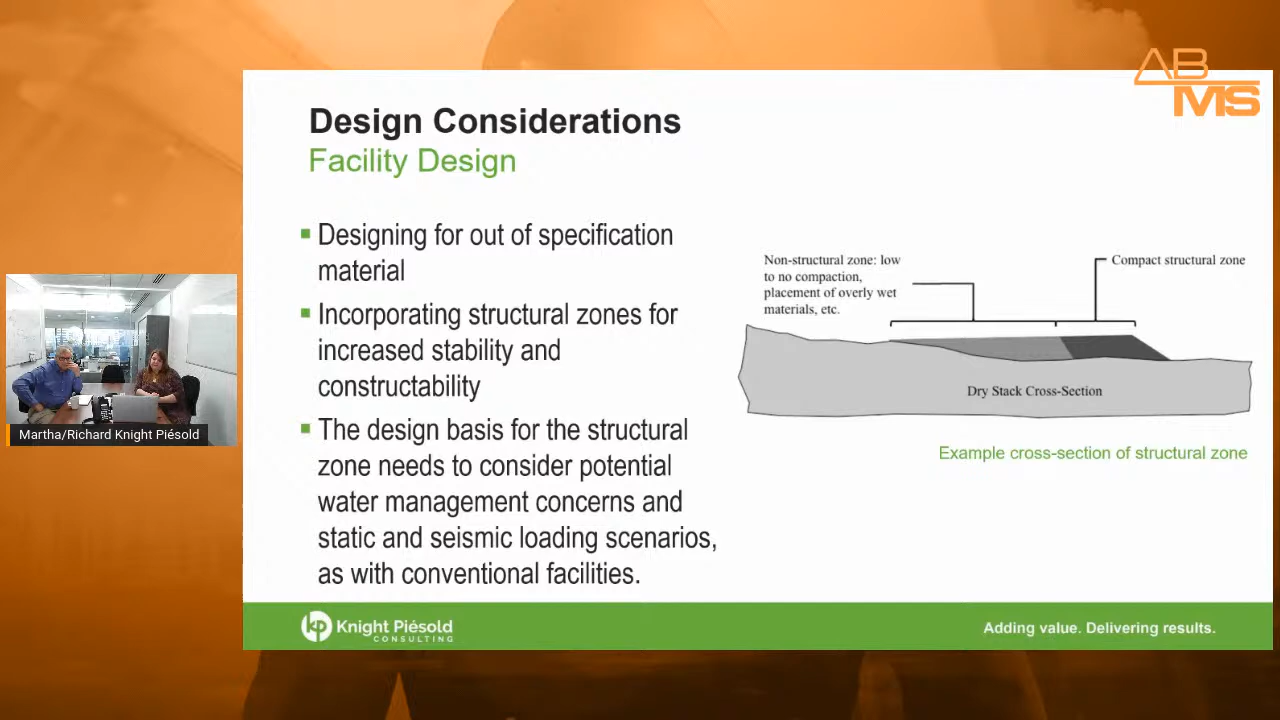 AB
MS
Design Considerations
Facility Design
Designing for out of specification
material
Incorporating structural zones for
increased stability and
constructability
The design basis for the structural
zone needs to consider potential
water management concerns and
static and seismic loading scenarios,
as with conventional facilities.
Non-structural zone: low
to no compaction,
placement of overly wet
materials, etc.
Compact structural zone
Dry Stack Cross-Section
Example cross-section of structural zone
Martha/Richard Knight Piésold
kp Knight Piésold
CONSULTING
Adding value. Delivering results.